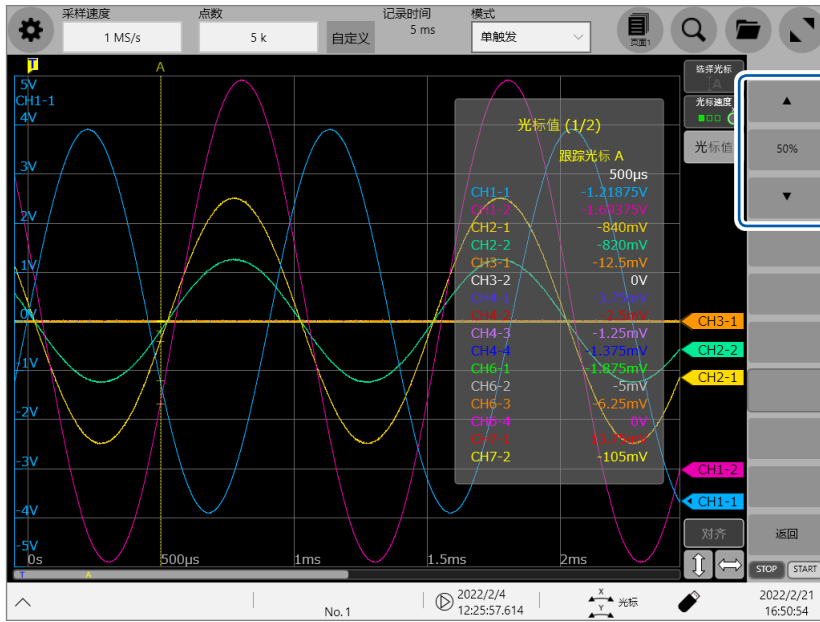 采样速度 点数 记录时间 模式
1 MS/s 5 k 自定义 5 ms 单触发 页面1
T A
5V
CH1-1
4V
3V
2V
1V
0V
-1V
-2V
-3V
-4V
-5V
0s 500μs 1ms 1.5ms 2ms
T A
光标值 (1/2)
跟踪光标 A
500μs
CH1-1 -1.21875V
CH1-2 -1.69375V
CH2-1 -840mV
CH2-2 -820mV
CH3-1 -12.5mV
CH3-2 0V
CH4-1 -3.75mV
CH4-2 -2.5mV
CH4-3 -1.25mV
CH4-4 -1.375mV
CH6-1 -1.875mV
CH6-2 -5mV
CH6-3 -6.25mV
CH6-4 0V
CH7-1
CH7-2 -105mV
选择光标
A
光标速度
光标值
50%
CH3-1
CH2-2
CH2-1
CH1-2
CH1-1
对齐 返回
STOP START
No. 1
2022/2/4
12:25:57.614
X
Y
光标
2022/2/21
16:50:54